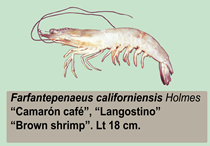 Farfantepenaeus californiensis Holmes
“Camarón café”, “Langostino”
“Brown shrimp”. Lt 18 cm.